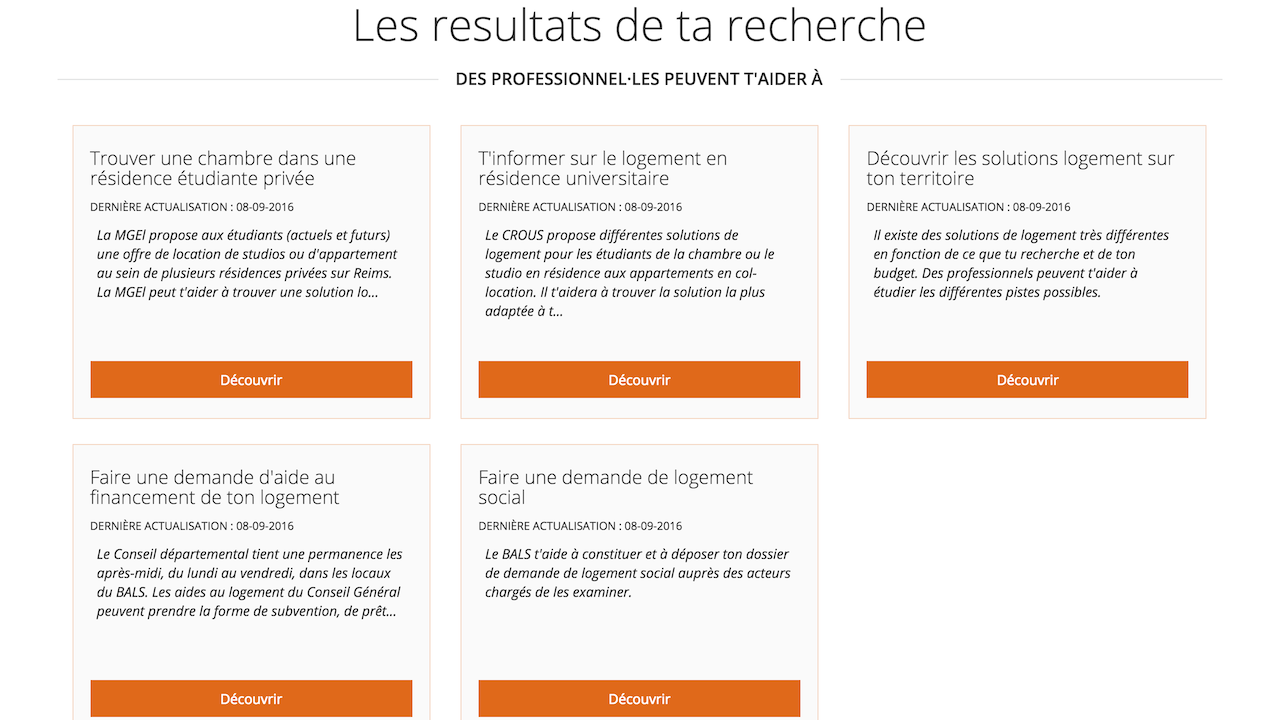 Les resultats de ta recherche
DES PROFESSIONNEL·LES PEUVENT T'AIDER À
Trouver une chambre dans une
résidence étudiante privée
DERNIÈRE ACTUALISATION : 08-09-2016
La MGEl propose aux étudiants (actuels et futurs)
une offre de location de studios ou d'appartement
au sein de plusieurs résidences privées sur Reims.
La MGEl peut t'aider à trouver une solution lo...
Découvrir
T'informer sur le logement en
résidence universitaire
DERNIÈRE ACTUALISATION : 08-09-2016
Le CROUS propose différentes solutions de
logement pour les étudiants de la chambre ou le
studio en résidence aux appartements en col-
location. Il t'aidera à trouver la solution la plus
adaptée à t...
Découvrir
Découvrir les solutions logement sur
ton territoire
DERNIÈRE ACTUALISATION : 08-09-2016
Il existe des solutions de logement très différentes
en fonction de ce que tu recherche et de ton
budget. Des professionnels peuvent t'aider à
étudier les différentes pistes possibles.
Découvrir
Faire une demande d'aide au
financement de ton logement
DERNIÈRE ACTUALISATION : 08-09-2016
Le Conseil départemental tient une permanence les
après-midi, du lundi au vendredi, dans les locaux
du BALS. Les aides au logement du Conseil Général
peuvent prendre la forme de subvention, de prêt...
Découvrir
Faire une demande de logement
social
DERNIÈRE ACTUALISATION : 08-09-2016
Le BALS t'aide à constituer et à déposer ton dossier
de demande de logement social auprès des acteurs
chargés de les examiner.
Découvrir